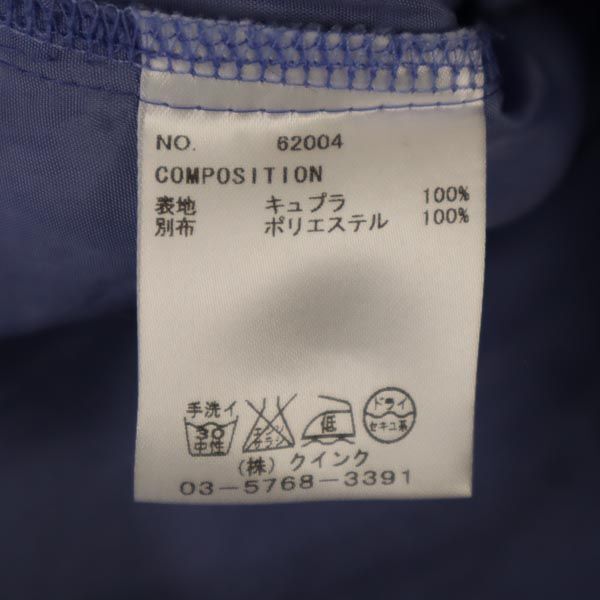 NO. 62004
COMPOSITION
表地 キュプラ 100%
別布 ポリエステル 100%
手洗イ
30
中性
エンソ
サラシ
低
ドライ
セキユ系
(株) クインク
03-5768-3391